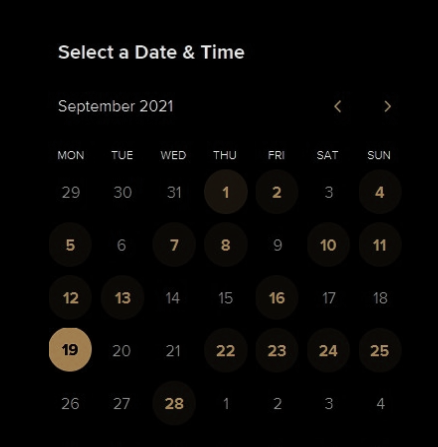 Select a Date & Time
September 2021
MON TUE WED THU FRI SAT SUN
29 30 31 1 2 3 4
5 6 7 8 9 10 11
12 13 14 15 16 17 18
19 20 21 22 23 24 25
26 27 28 1 2 3 4